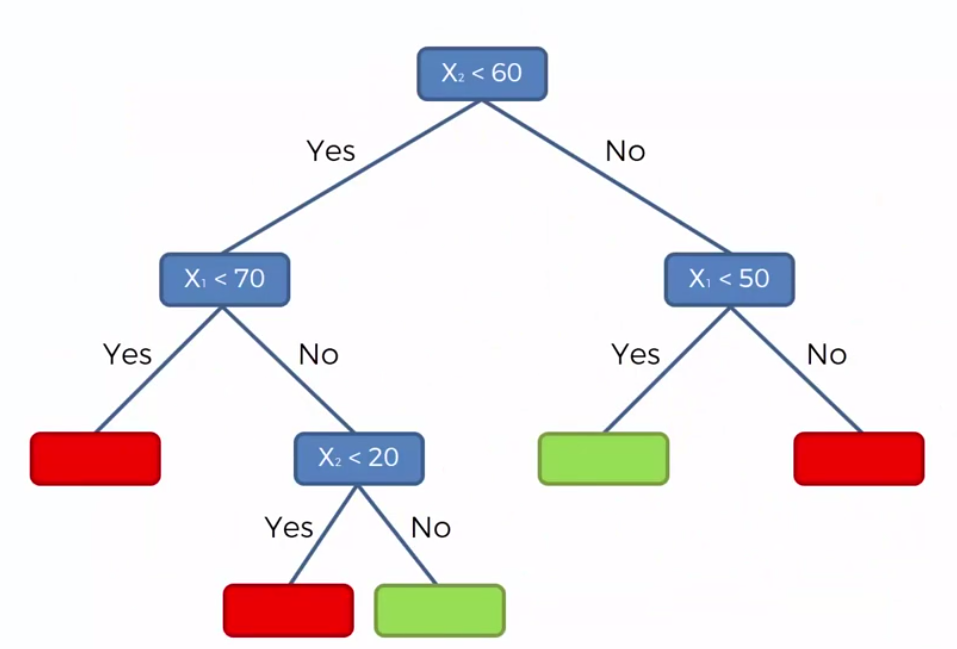 X₂ < 60
Yes
No
X₁ < 70
X₁ < 50
Yes
No
Yes
No
X₂ < 20
Yes
No